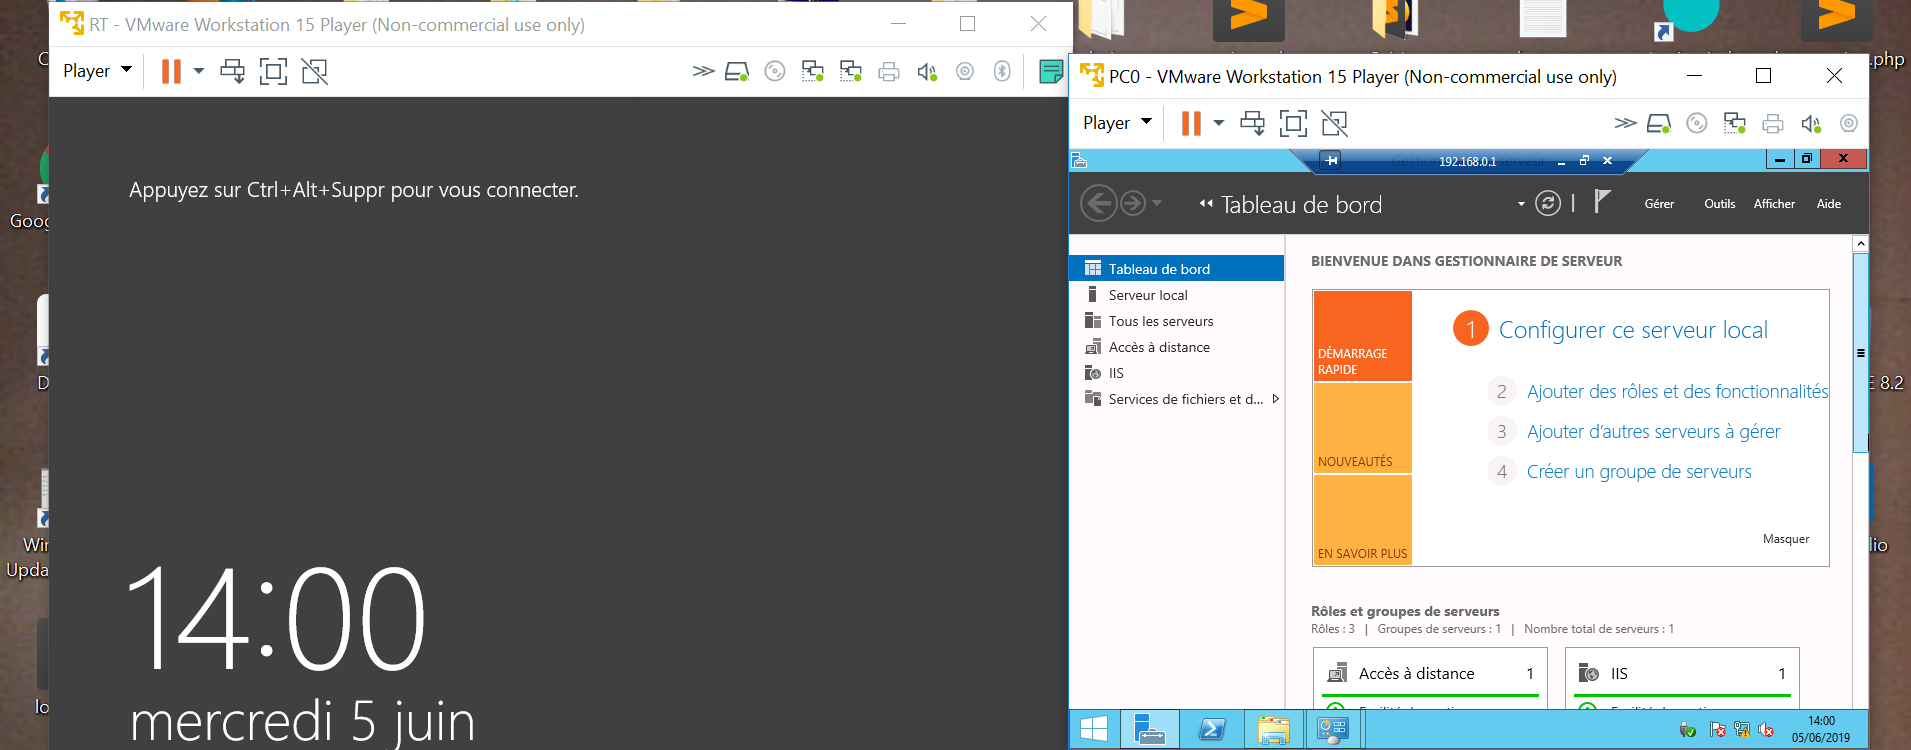 RT - VMware Workstation 15 Player (Non-commercial use only)
Player
Appuyez sur Ctrl+Alt+Suppr pour vous connecter.
14:00
mercredi 5 juin
.php
PC0 - VMware Workstation 15 Player (Non-commercial use only)
Player
192.168.0.1
Tableau de bord
Gérer
Outils
Afficher
Aide
Tableau de bord
Serveur local
Tous les serveurs
Accès à distance
IIS
Services de fichiers et d...
BIENVENUE DANS GESTIONNAIRE DE SERVEUR
DÉMARRAGE
RAPIDE
NOUVEAUTÉS
EN SAVOIR PLUS
1 Configurer ce serveur local
2 Ajouter des rôles et des fonctionnalités
3 Ajouter d'autres serveurs à gérer
4 Créer un groupe de serveurs
Masquer
Rôles et groupes de serveurs
Rôles : 3 | Groupes de serveurs : 1 | Nombre total de serveurs : 1
Accès à distance 1
IIS 1
14:00
05/06/2019
Goog
D
Win
Upda
lo
E 8.2
lio